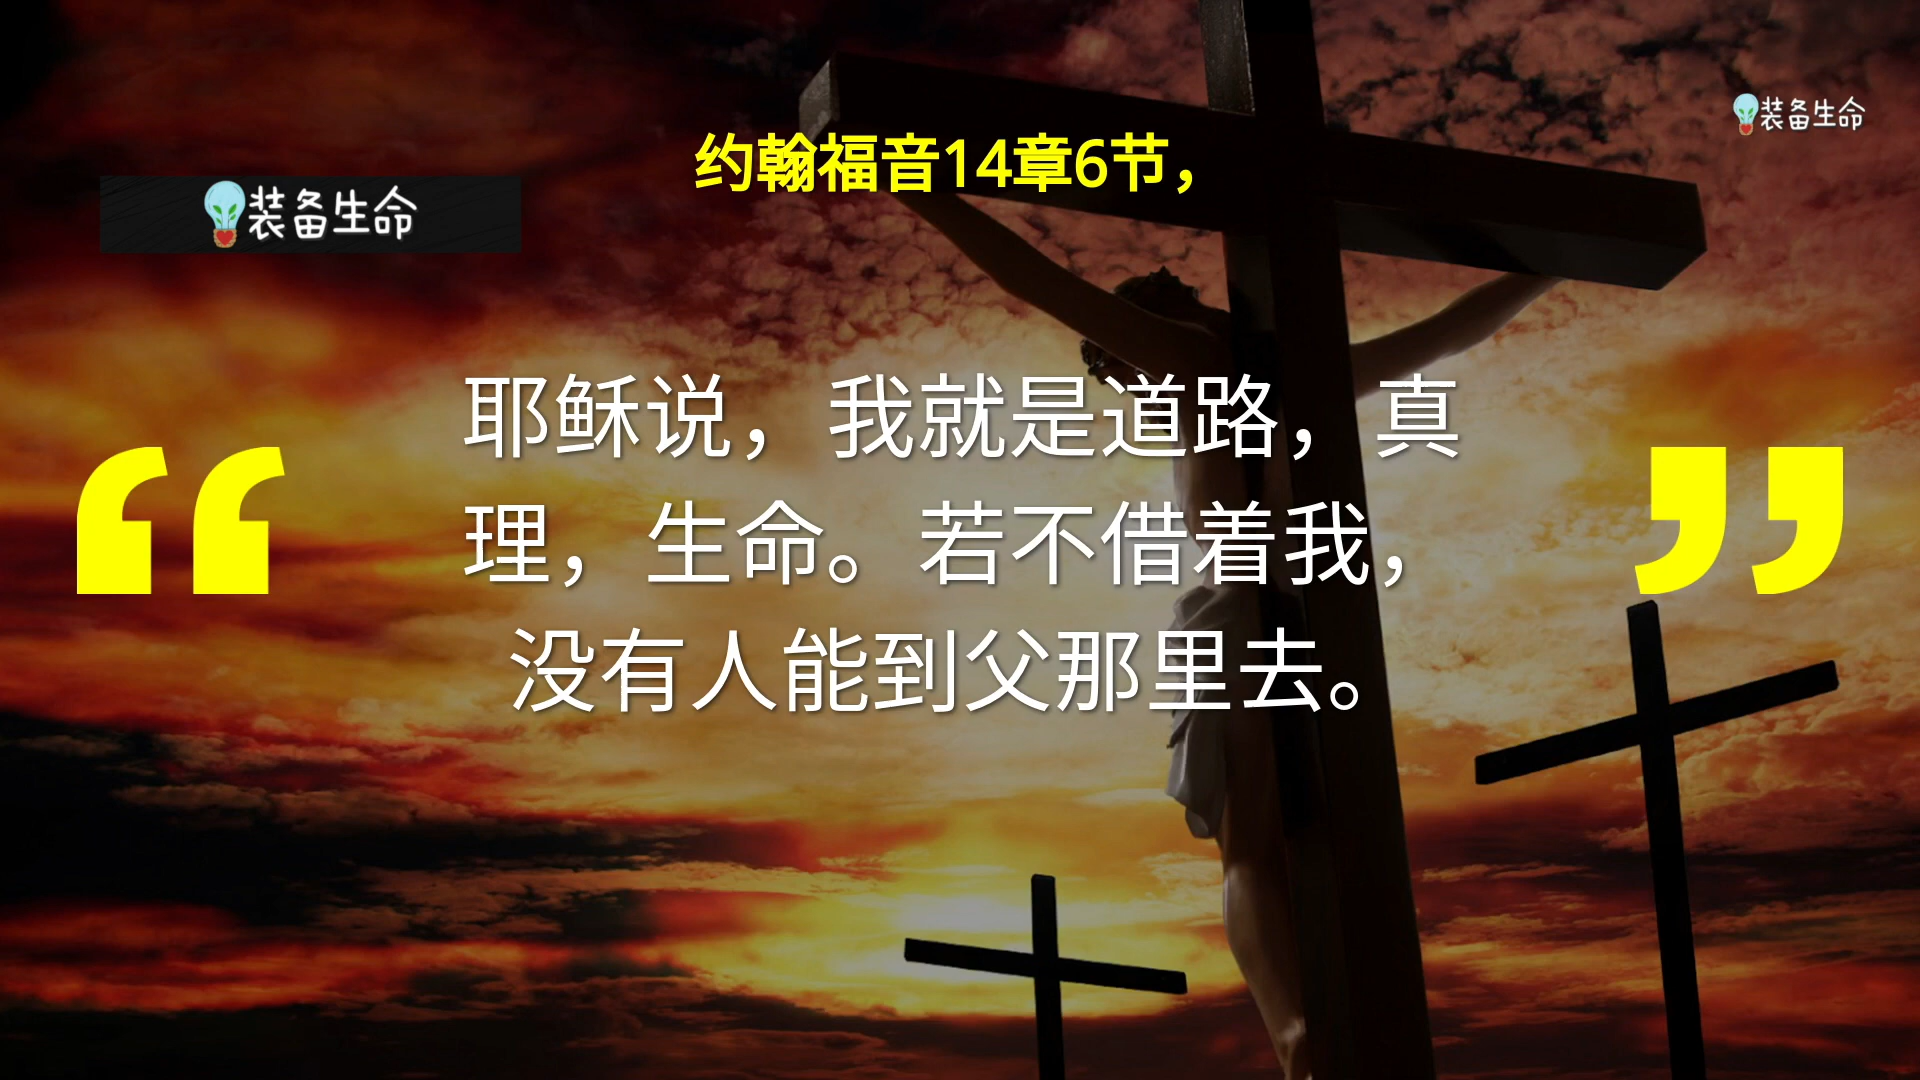 装备生命
约翰福音14章6节，
装备生命
“
耶稣说，我就是道路，真
理，生命。若不借着我，
没有人能到父那里去。
”